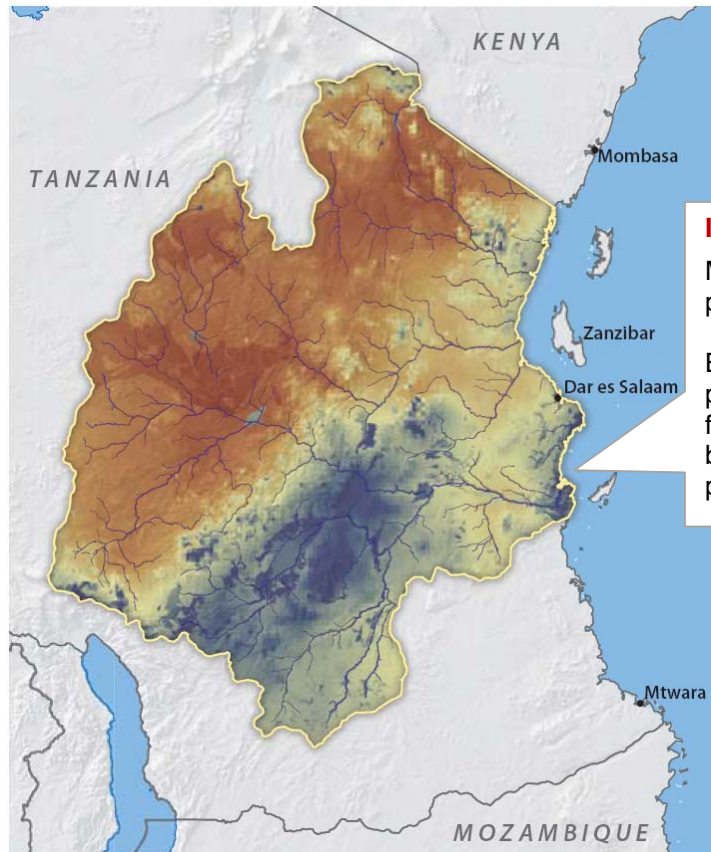 KENYA
Mombasa
TANZANIA
Zanzibar
Dar es Salaam
Mtwara
MOZAMBIQUE